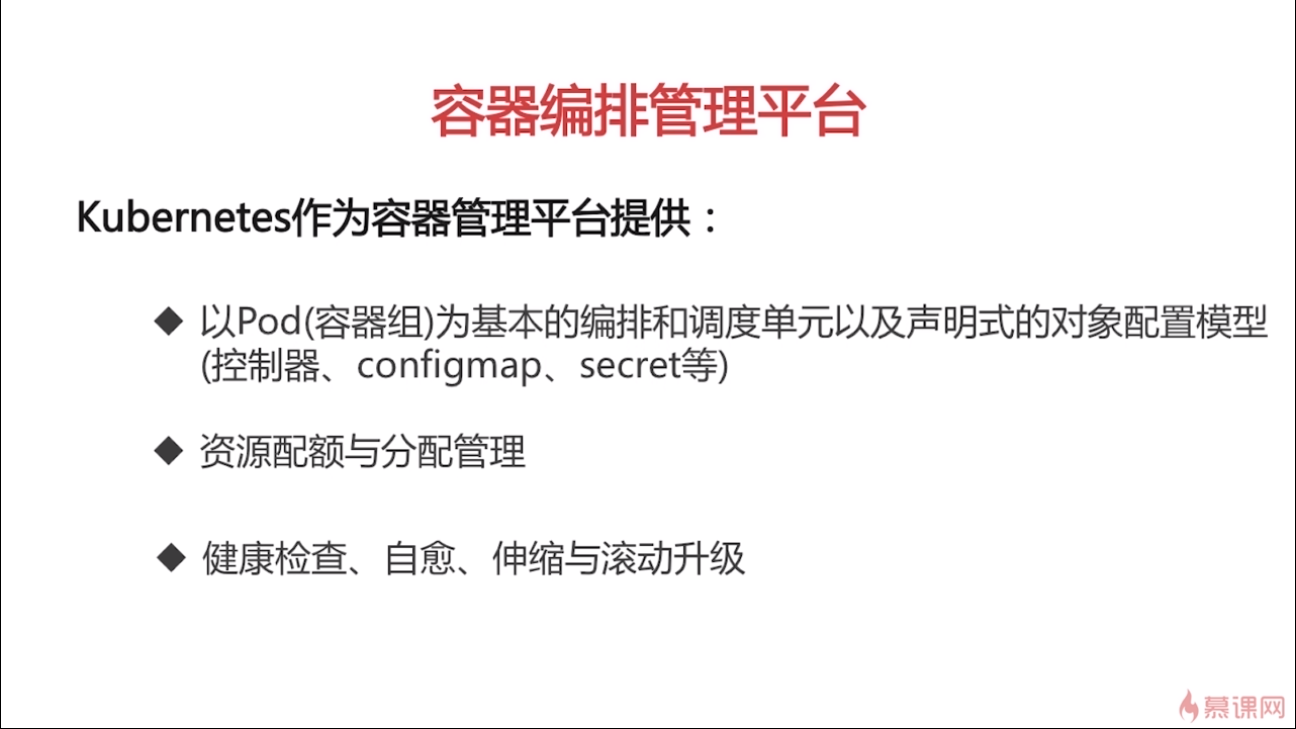 容器编排管理平台
Kubernetes作为容器管理平台提供：
◆ 以Pod(容器组)为基本的编排和调度单元以及声明式的对象配置模型
(控制器、configmap、secret等)
◆ 资源配额与分配管理
◆ 健康检查、自愈、伸缩与滚动升级
慕课网